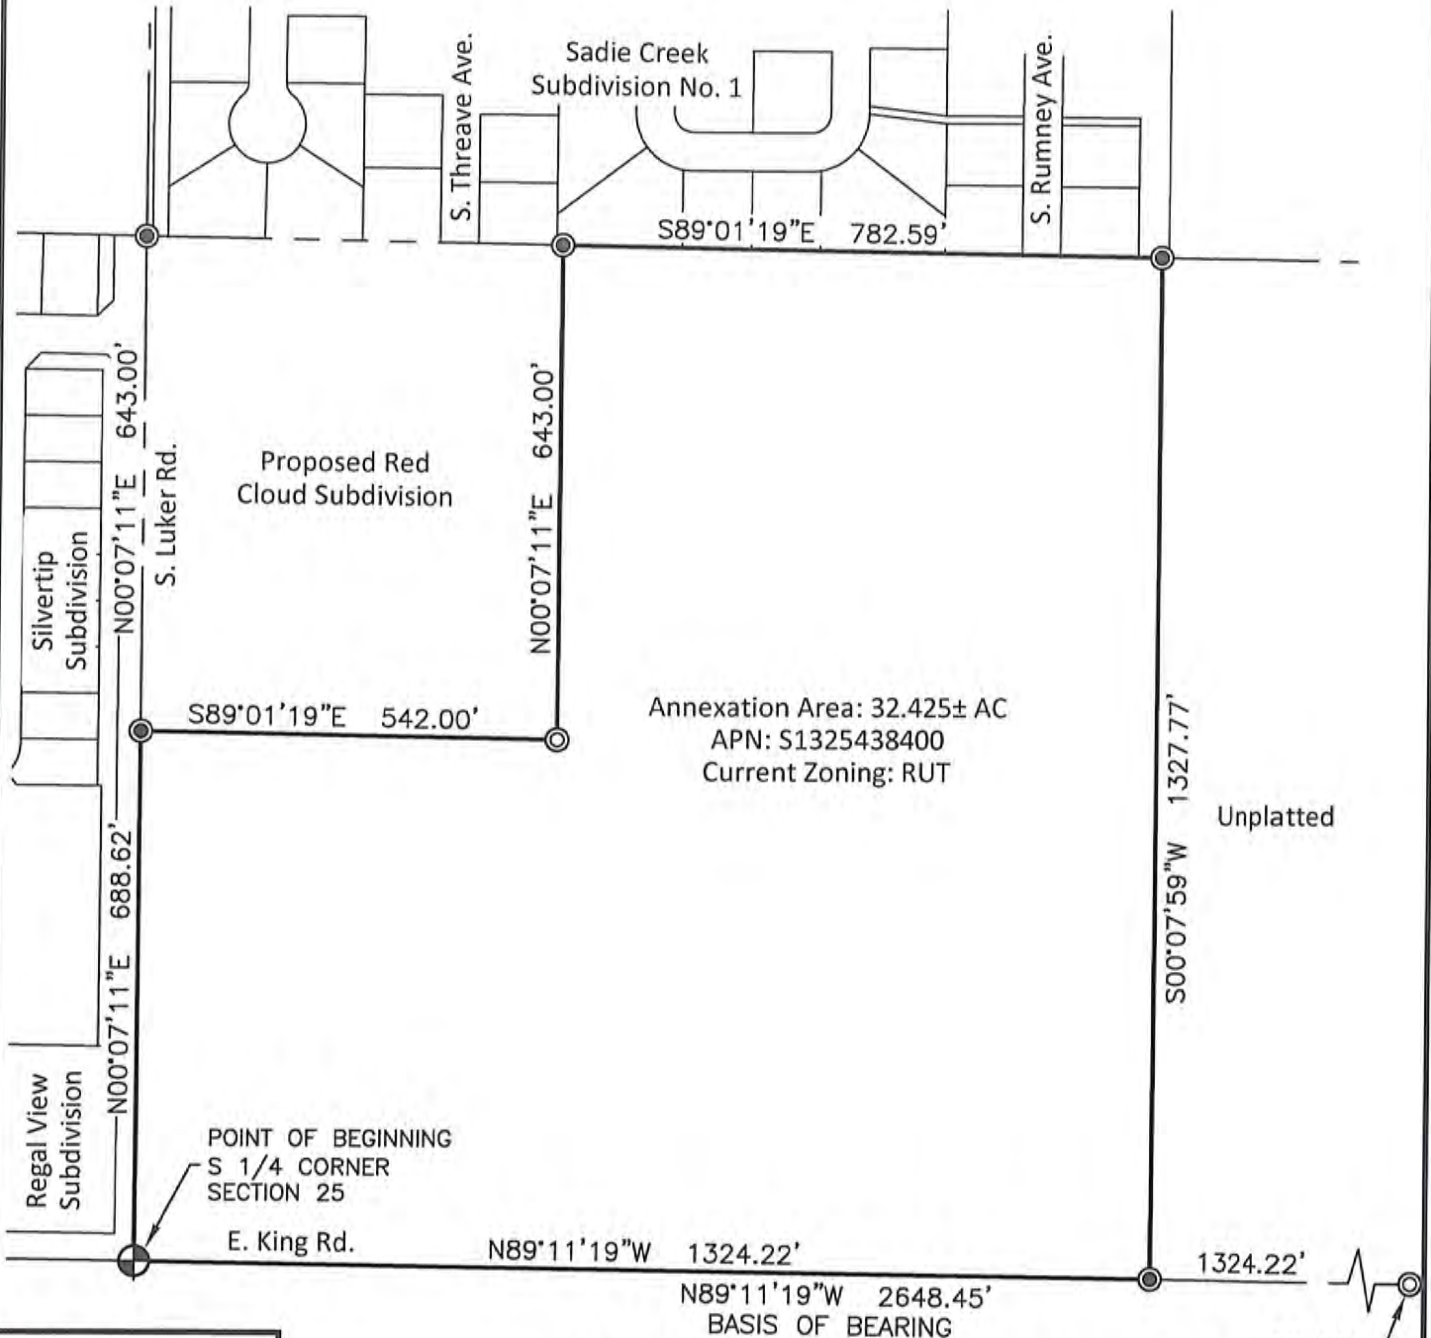 Sadie Creek
Subdivision No. 1
S. Threave Ave.
S. Rumney Ave.
S89°01'19"E 782.59'
N00°07'11"E 643.00'
S. Luker Rd.
Proposed Red
Cloud Subdivision
N00°07'11"E 643.00'
Silvertip
Subdivision
S89°01'19"E 542.00'
Annexation Area: 32.425± AC
APN: S1325438400
Current Zoning: RUT
S00°07'59"W 1327.77'
Unplatted
N00°07'11"E 688.62'
Regal View
Subdivision
POINT OF BEGINNING
S 1/4 CORNER
SECTION 25
E. King Rd.
N89°11'19"W 1324.22'
1324.22'
N89°11'19"W 2648.45'
BASIS OF BEARING